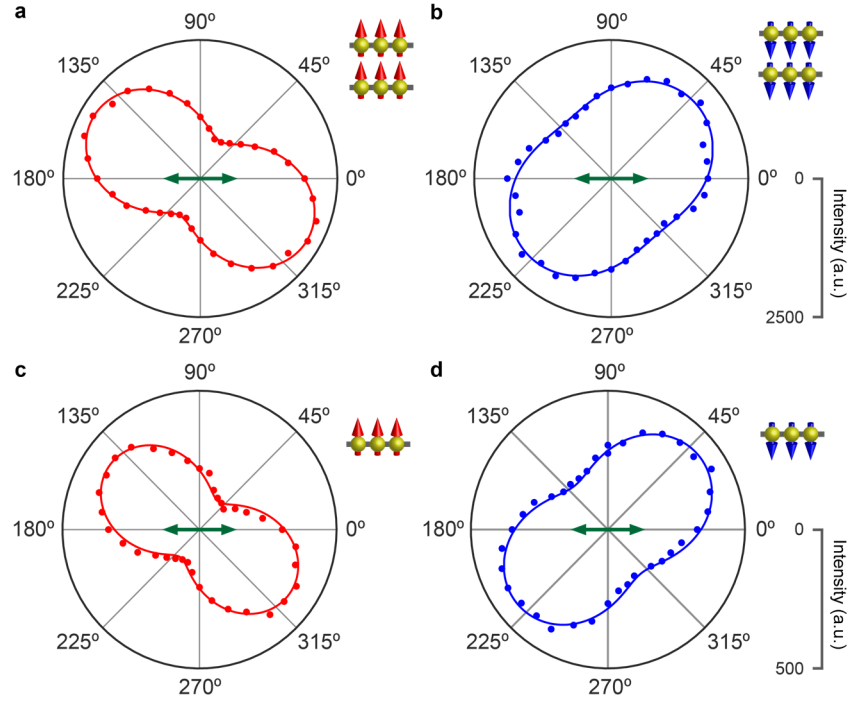 a
90º
135º
45º
180º
0º
225º
315º
270º
b
90º
135º
45º
180º
0º
225º
315º
270º
0
Intensity (a.u.)
2500
c
90º
135º
45º
180º
0º
225º
315º
270º
d
90º
135º
45º
180º
0º
225º
315º
270º
0
Intensity (a.u.)
500